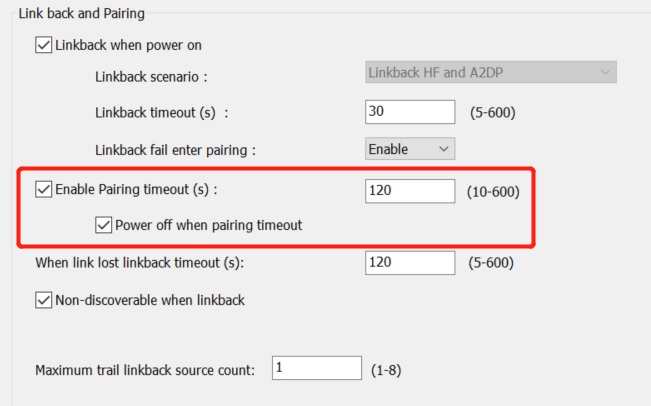 Link back and Pairing
Linkback when power on
Linkback scenario : Linkback HF and A2DP
Linkback timeout (s) : 30 (5-600)
Linkback fail enter pairing : Enable
Enable Pairing timeout (s) : 120 (10-600)
Power off when pairing timeout
When link lost linkback timeout (s): 120 (5-600)
Non-discoverable when linkback
Maximum trail linkback source count: 1 (1-8)